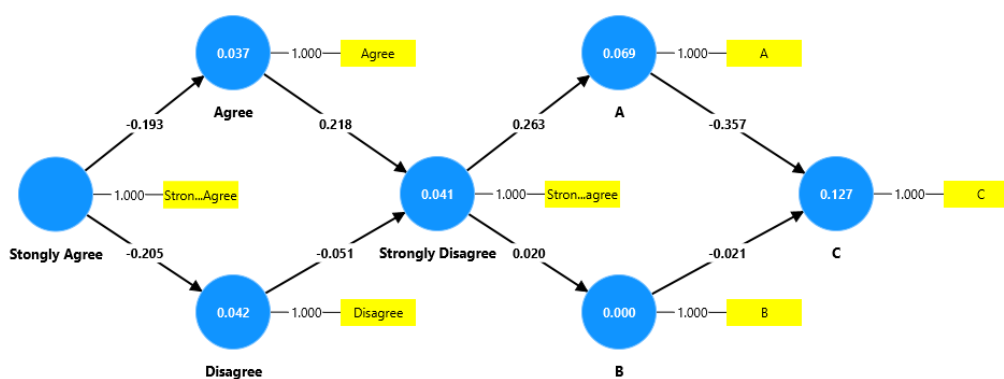 0.037
1.000
Agree
Agree
-0.193
0.218
1.000
Stron...Agree
Stongly Agree
-0.205
-0.051
0.042
1.000
Disagree
Disagree
0.041
1.000
Stron...agree
Strongly Disagree
0.263
0.020
0.069
1.000
A
A
-0.357
0.000
1.000
B
B
-0.021
0.127
1.000
C
C